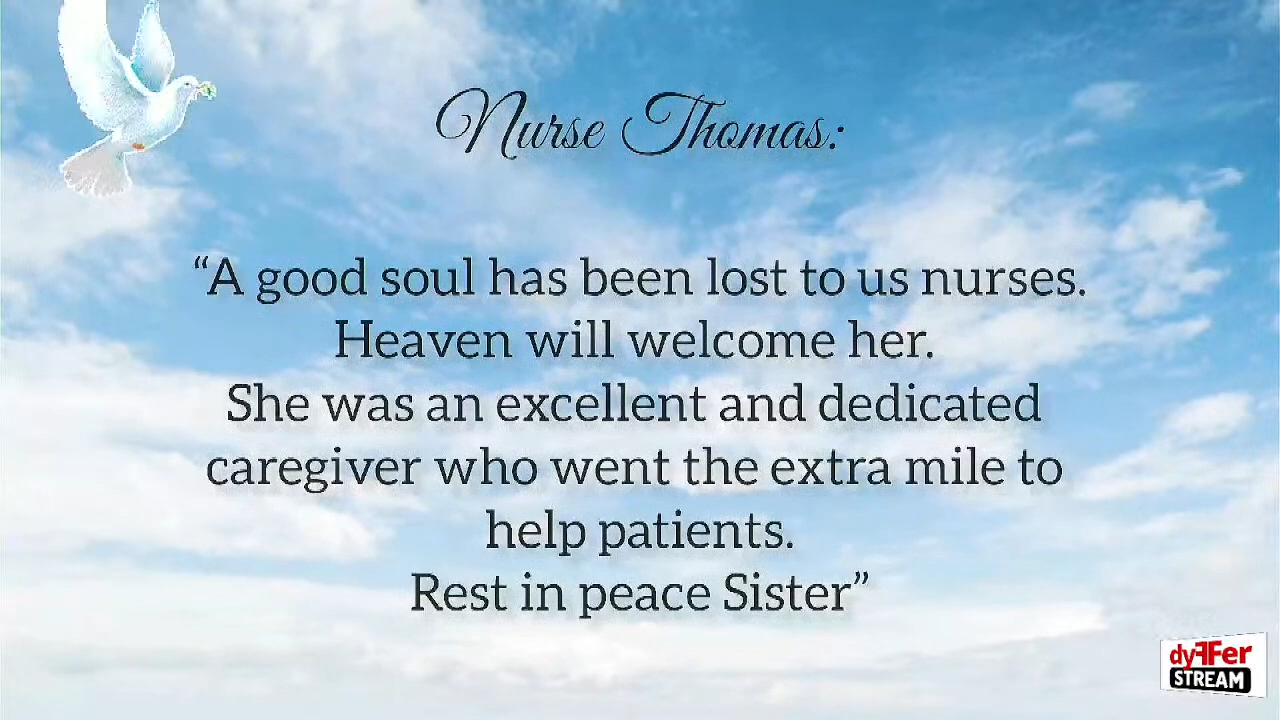 Nurse Thomas:
“A good soul has been lost to us nurses.
Heaven will welcome her.
She was an excellent and dedicated
caregiver who went the extra mile to
help patients.
Rest in peace Sister”
dyFFer
STREAM